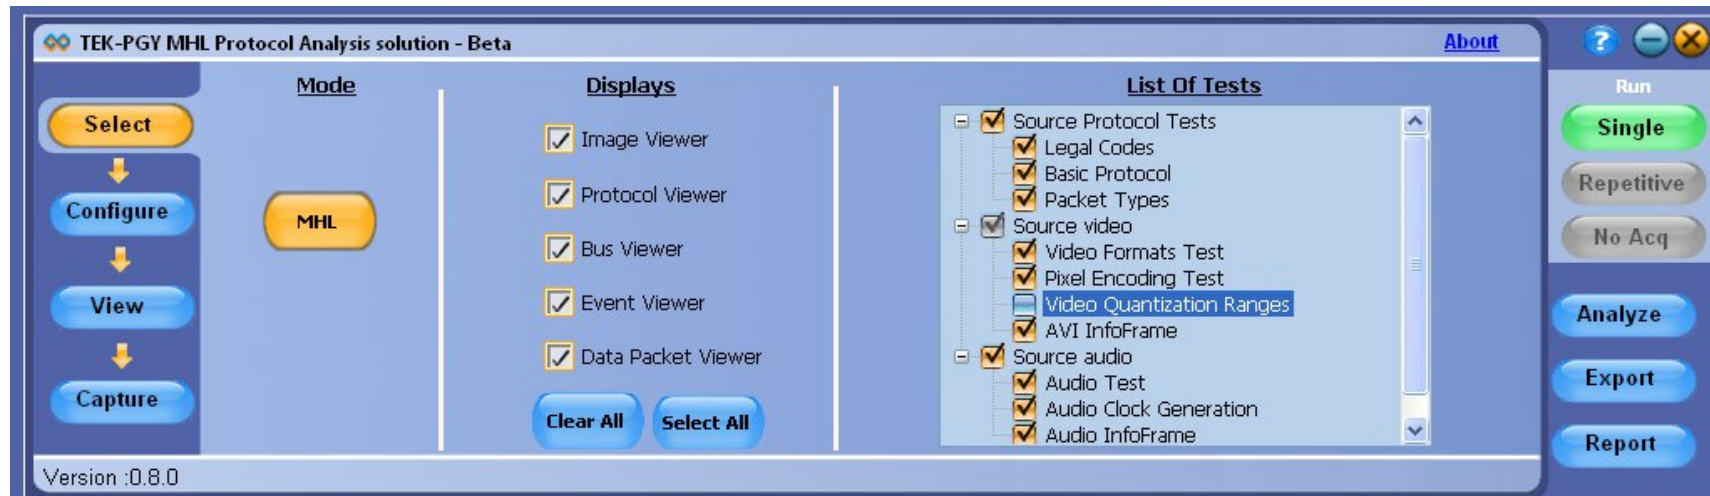 TEK-PGY MHL Protocol Analysis solution - Beta
About
Select
Configure
View
Capture
Mode
MHL
Displays
Image Viewer
Protocol Viewer
Bus Viewer
Event Viewer
Data Packet Viewer
Clear All
Select All
List Of Tests
Source Protocol Tests
Legal Codes
Basic Protocol
Packet Types
Source video
Video Formats Test
Pixel Encoding Test
Video Quantization Ranges
AVI InfoFrame
Source audio
Audio Test
Audio Clock Generation
Audio InfoFrame
?
Run
Single
Repetitive
No Acq
Analyze
Export
Report
Version :0.8.0